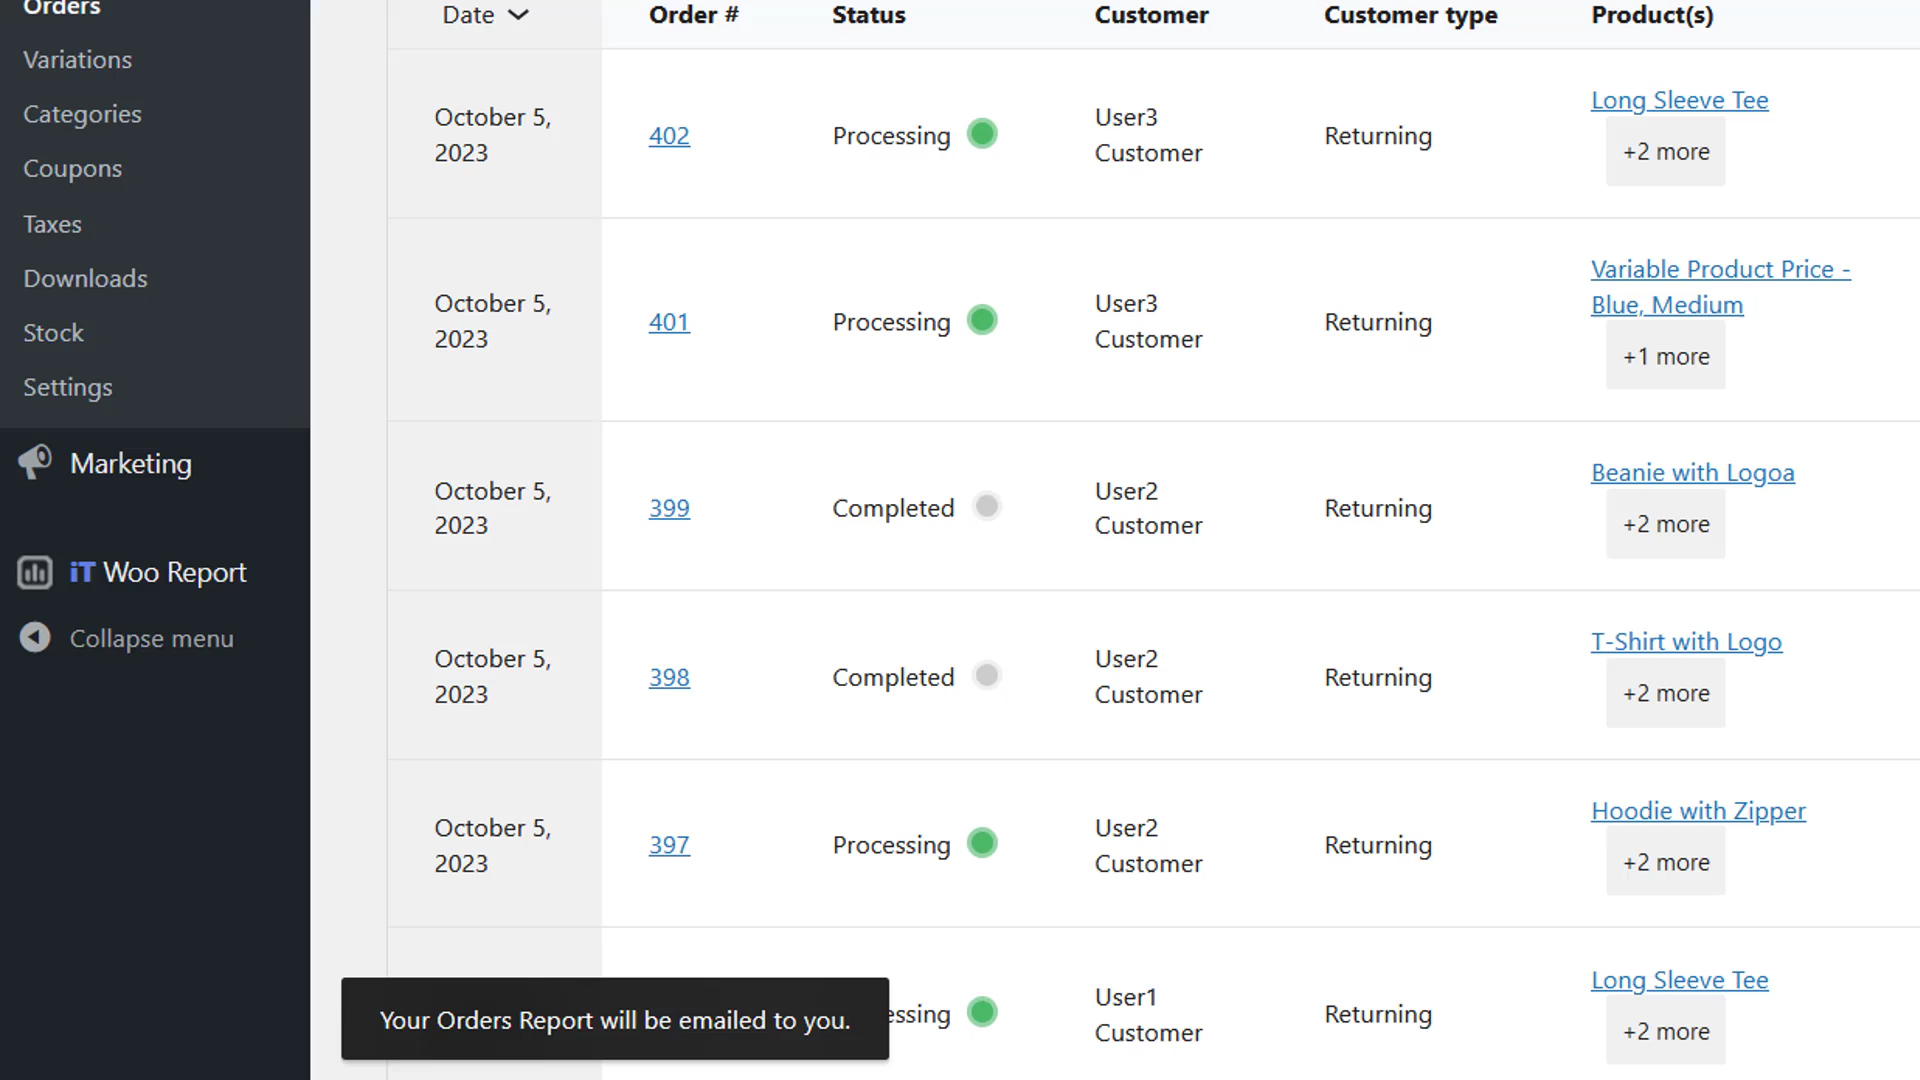 Orders
Variations
Categories
Coupons
Taxes
Downloads
Stock
Settings
Marketing
iT Woo Report
Collapse menu
Date Order # Status Customer Customer type Product(s)
October 5,
2023
402
Processing
User3
Customer
Returning
Long Sleeve Tee
+2 more
October 5,
2023
401
Processing
User3
Customer
Returning
Variable Product Price -
Blue, Medium
+1 more
October 5,
2023
399
Completed
User2
Customer
Returning
Beanie with Logoa
+2 more
October 5,
2023
398
Completed
User2
Customer
Returning
T-Shirt with Logo
+2 more
October 5,
2023
397
Processing
User2
Customer
Returning
Hoodie with Zipper
+2 more
essing
User1
Customer
Returning
Long Sleeve Tee
+2 more
Your Orders Report will be emailed to you.